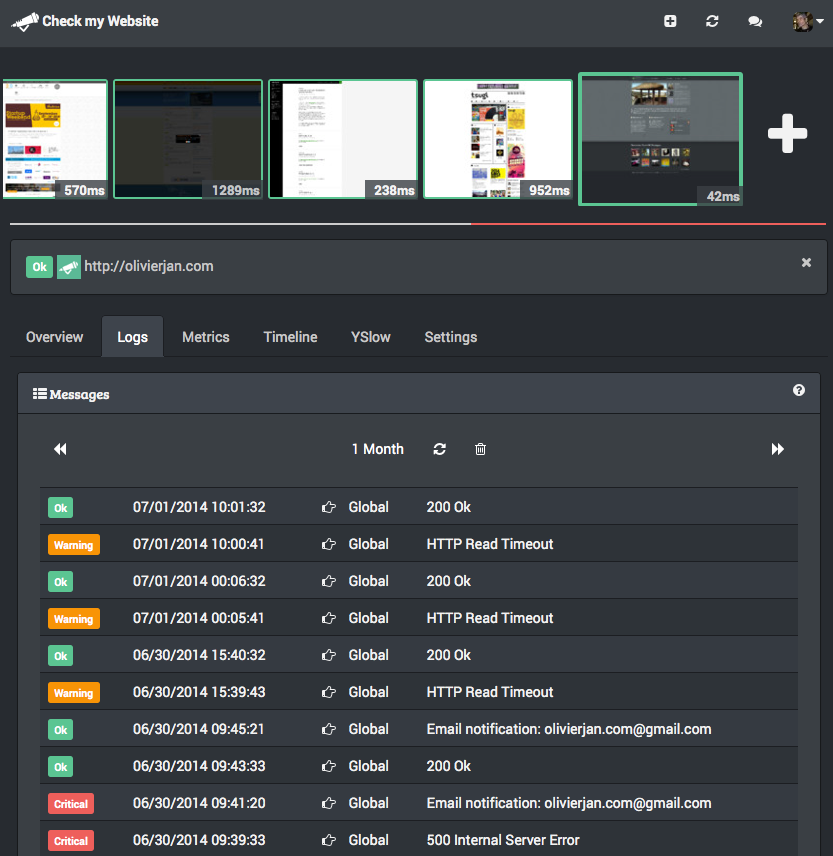 Check my Website
570ms
1289ms
238ms
tsugi
952ms
42ms
Ok http://olivierjan.com
Overview Logs Metrics Timeline YSlow Settings
Messages
1 Month
Ok 07/01/2014 10:01:32 Global 200 Ok
Warning 07/01/2014 10:00:41 Global HTTP Read Timeout
Ok 07/01/2014 00:06:32 Global 200 Ok
Warning 07/01/2014 00:05:41 Global HTTP Read Timeout
Ok 06/30/2014 15:40:32 Global 200 Ok
Warning 06/30/2014 15:39:43 Global HTTP Read Timeout
Ok 06/30/2014 09:45:21 Global Email notification: olivierjan.com@gmail.com
Ok 06/30/2014 09:43:33 Global 200 Ok
Critical 06/30/2014 09:41:20 Global Email notification: olivierjan.com@gmail.com
Critical 06/30/2014 09:39:33 Global 500 Internal Server Error